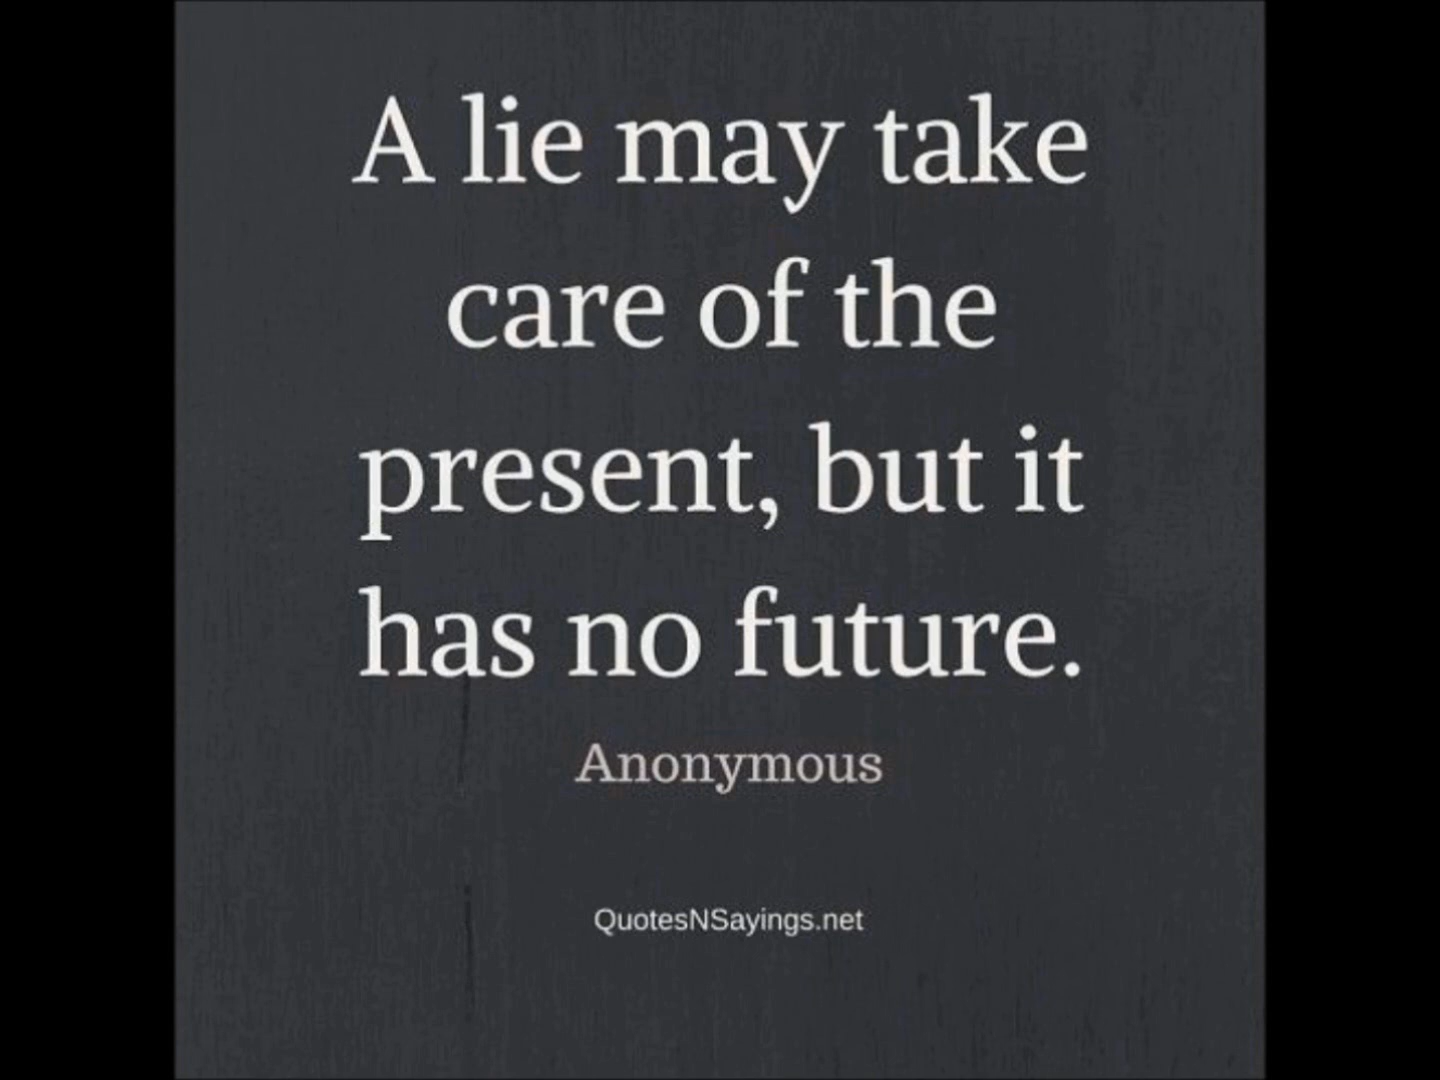 A lie may take
care of the
present, but it
has no future.
Anonymous
QuotesNSayings.net